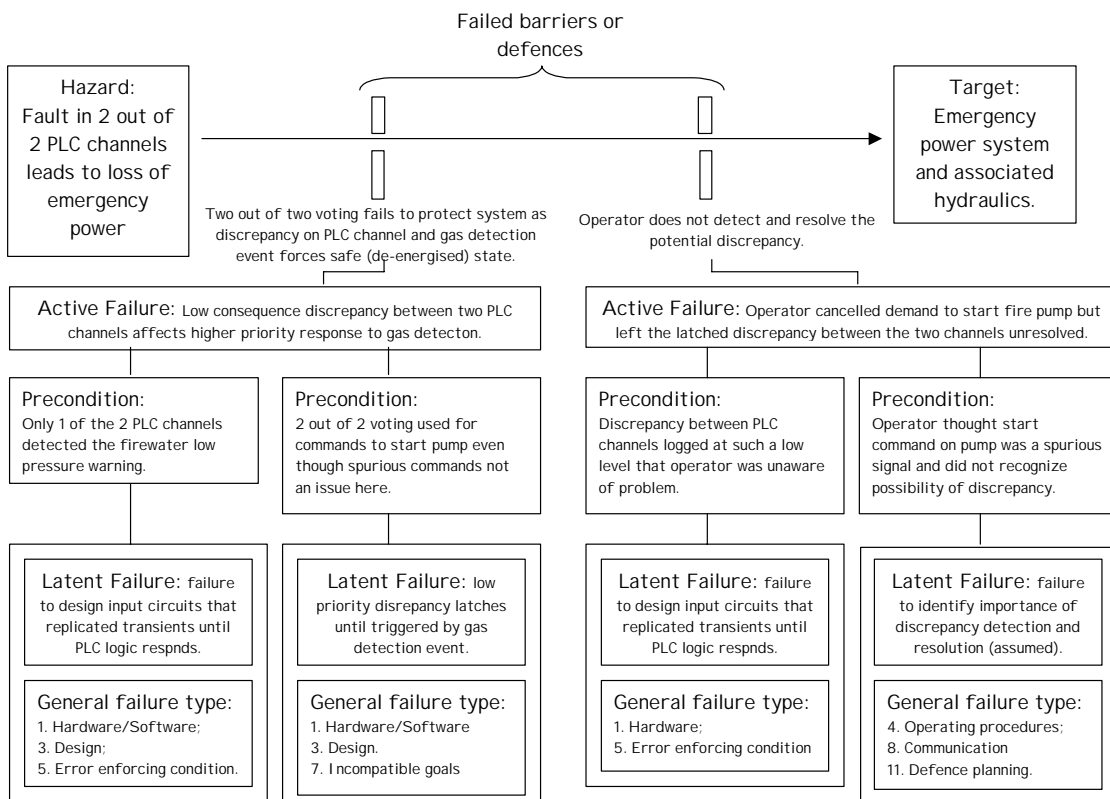 Failed barriers or
defences
Hazard:
Fault in 2 out of
2 PLC channels
leads to loss of
emergency
power
Target:
Emergency
power system
and associated
hydraulics.
Two out of two voting fails to protect system as
discrepancy on PLC channel and gas detection
event forces safe (de-energised) state.
Operator does not detect and resolve the
potential discrepancy.
Active Failure: Low consequence discrepancy between two PLC
channels affects higher priority response to gas detecton.
Active Failure: Operator cancelled demand to start fire pump but
left the latched discrepancy between the two channels unresolved.
Precondition:
Only 1 of the 2 PLC channels
detected the firewater low
pressure warning.
Precondition:
2 out of 2 voting used for
commands to start pump even
though spurious commands not
an issue here.
Precondition:
Discrepancy between PLC
channels logged at such a low
level that operator was unaware
of problem.
Precondition:
Operator thought start
command on pump was a spurious
signal and did not recognize
possibility of discrepancy.
Latent Failure: failure
to design input circuits that
replicated transients until
PLC logic respnds.
Latent Failure: low
priority disrepancy latches
until triggered by gas
detection event.
Latent Failure: failure
to design input circuits that
replicated transients until
PLC logic respnds.
Latent Failure: failure
to identify importance of
discrepancy detection and
resolution (assumed).
General failure type:
1. Hardware/Software;
3. Design;
5. Error enforcing condition.
General failure type:
1. Hardware/Software
3. Design.
7. Incompatible goals
General failure type:
1. Hardware;
5. Error enforcing condition
General failure type:
4. Operating procedures;
8. Communication
11. Defence planning.